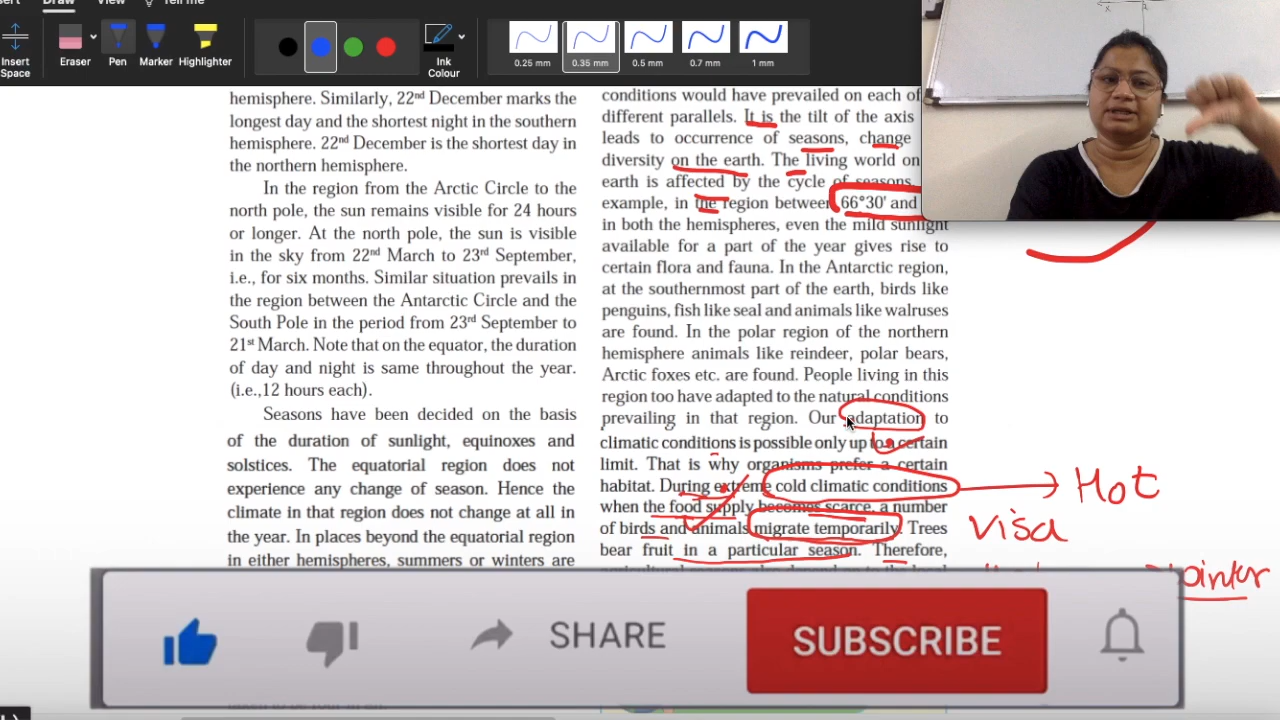 Draw
View
Tell me
Insert
Space
Eraser
Pen
Marker
Highlighter
Ink
Colour
0.25 mm
0.35 mm
0.5 mm
0.7 mm
1 mm
hemisphere. Similarly, 22nd December marks the
longest day and the shortest night in the southern
hemisphere. 22nd December is the shortest day in
the northern hemisphere.
In the region from the Arctic Circle to the
north pole, the sun remains visible for 24 hours
or longer. At the north pole, the sun is visible
in the sky from 22nd March to 23rd September,
i.e., for six months. Similar situation prevails in
the region between the Antarctic Circle and the
South Pole in the period from 23rd September to
21st March. Note that on the equator, the duration
of day and night is same throughout the year.
(i.e.,12 hours each).
Seasons have been decided on the basis
of the duration of sunlight, equinoxes and
solstices. The equatorial region does not
experience any change of season. Hence the
climate in that region does not change at all in
the year. In places beyond the equatorial region
in either hemispheres, summers or winters are
conditions would have prevailed on each of
different parallels. It is the tilt of the axis
leads to occurrence of seasons, change
diversity on the earth. The living world on
earth is affected by the cycle of seasons.
example, in the region between 66°30' and
in both the hemispheres, even the mild sunlight
available for a part of the year gives rise to
certain flora and fauna. In the Antarctic region,
at the southernmost part of the earth, birds like
penguins, fish like seal and animals like walruses
are found. In the polar region of the northern
hemisphere animals like reindeer, polar bears,
Arctic foxes etc. are found. People living in this
region too have adapted to the natural conditions
prevailing in that region. Our adaptation to
climatic conditions is possible only up to a certain
limit. That is why organisms prefer a certain
habitat. During extreme cold climatic conditions
when the food supply becomes scarce, a number
of birds and animals migrate temporarily. Trees
bear fruit in a particular season. Therefore,
Hot
Visa
SHARE
SUBSCRIBE